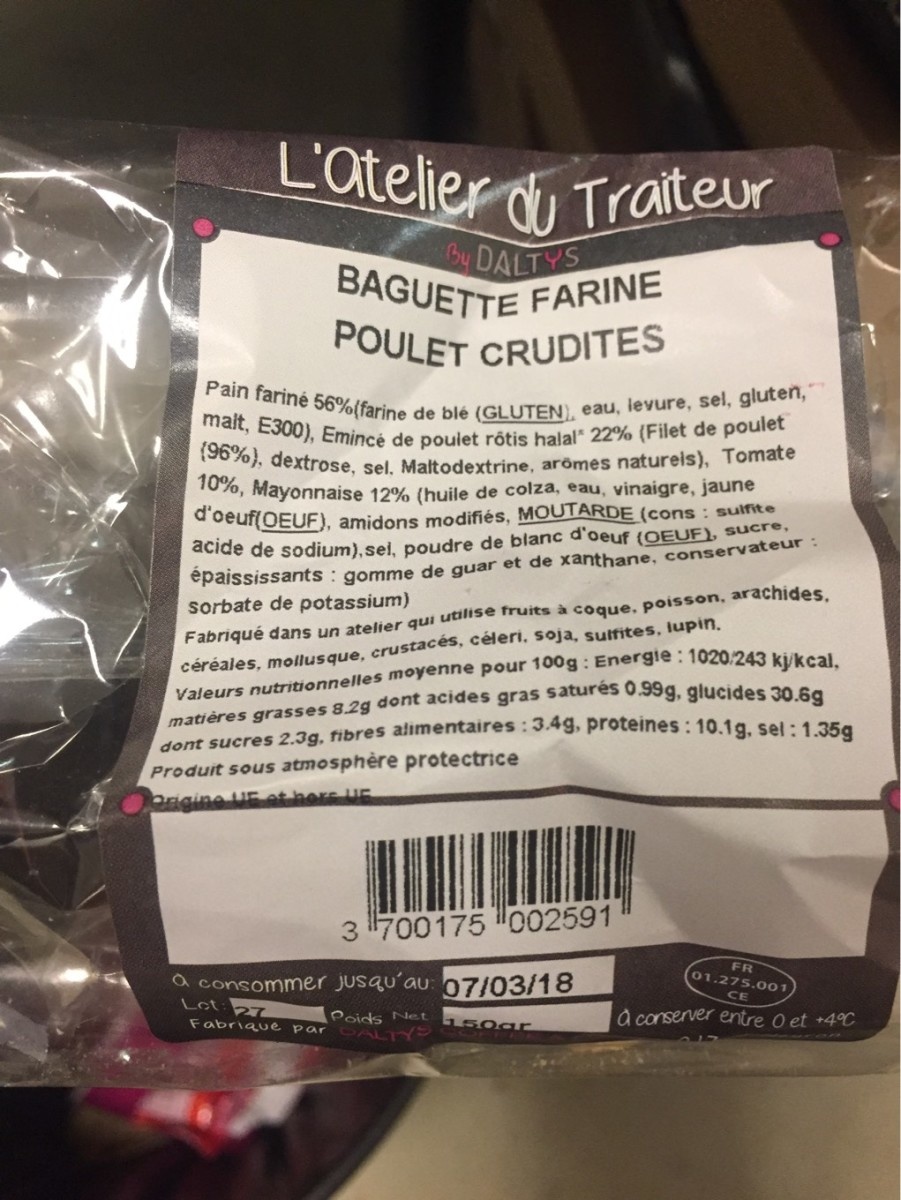 L'atelier du Traiteur
By DALTYS
BAGUETTE FARINE
POULET CRUDITES
Pain fariné 56%(farine de blé (GLUTEN), eau, levure, sel, gluten,
malt, E300), Emincé de poulet rôtis halal* 22% (Filet de poulet
(96%), dextrose, sel, Maltodextrine, arômes naturels), Tomate
10%, Mayonnaise 12% (huile de colza, eau, vinaigre, jaune
d'oeuf(OEUF), amidons modifiés, MOUTARDE (cons : sulfite
acide de sodium),sel, poudre de blanc d'oeuf (OEUF), sucre,
épaississants : gomme de guar et de xanthane, conservateur :
sorbate de potassium)
Fabriqué dans un atelier qui utilise fruits à coque, poisson, arachides,
céréales, mollusque, crustacés, céleri, soja, sulfites, lupin.
Valeurs nutritionnelles moyenne pour 100g : Energie : 1020/243 kj/kcal,
matières grasses 8.2g dont acides gras saturés 0.99g, glucides 30.6g
dont sucres 2.3g, fibres alimentaires : 3.4g, proteines : 10.1g, sel : 1.35g
Produit sous atmosphère protectrice
Origine UE et hors UE
3 700175 002591
à consommer jusqu'au: 07/03/18
FR
01.275.001
CE
Lot: 27
Poids Net 150gr
à conserver entre 0 et +4°C
Fabriqué par DALTYS